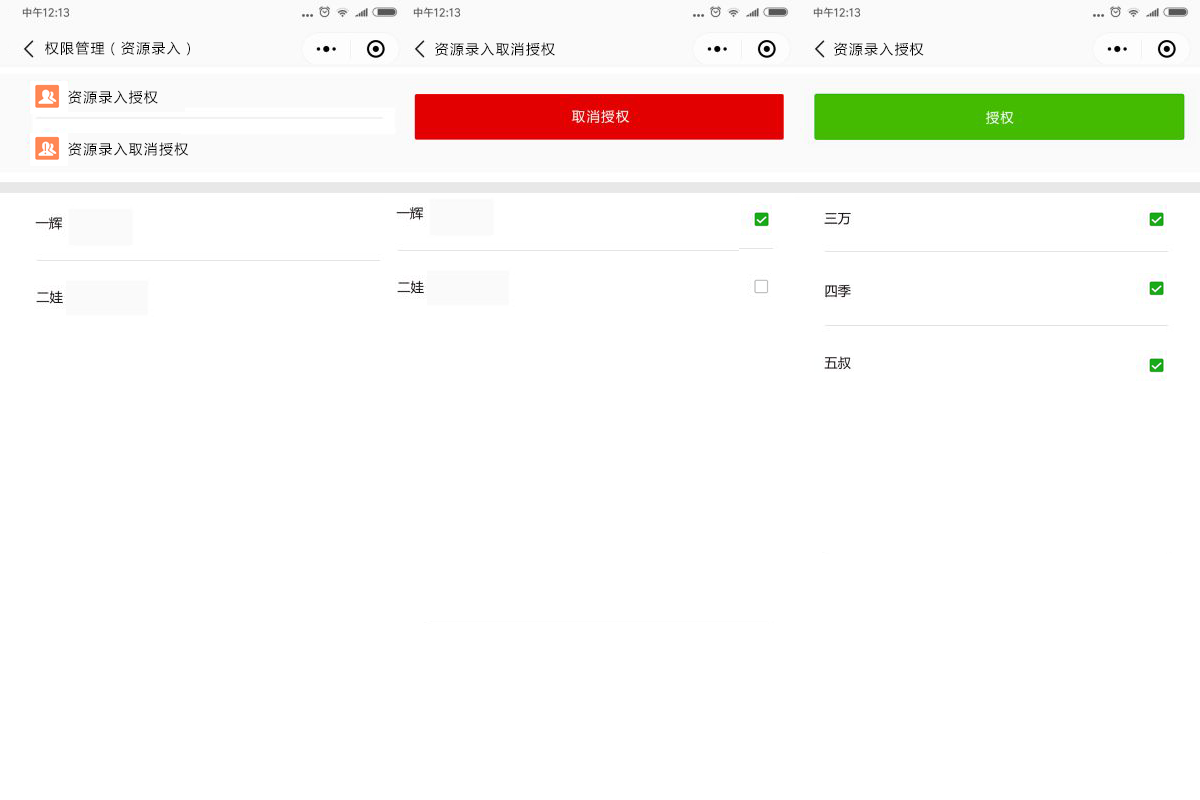 中午12:13
权限管理（资源录入）
资源录入授权
资源录入取消授权
一辉
二娃
中午12:13
资源录入取消授权
取消授权
一辉
二娃
中午12:13
资源录入授权
授权
三万
四季
五叔